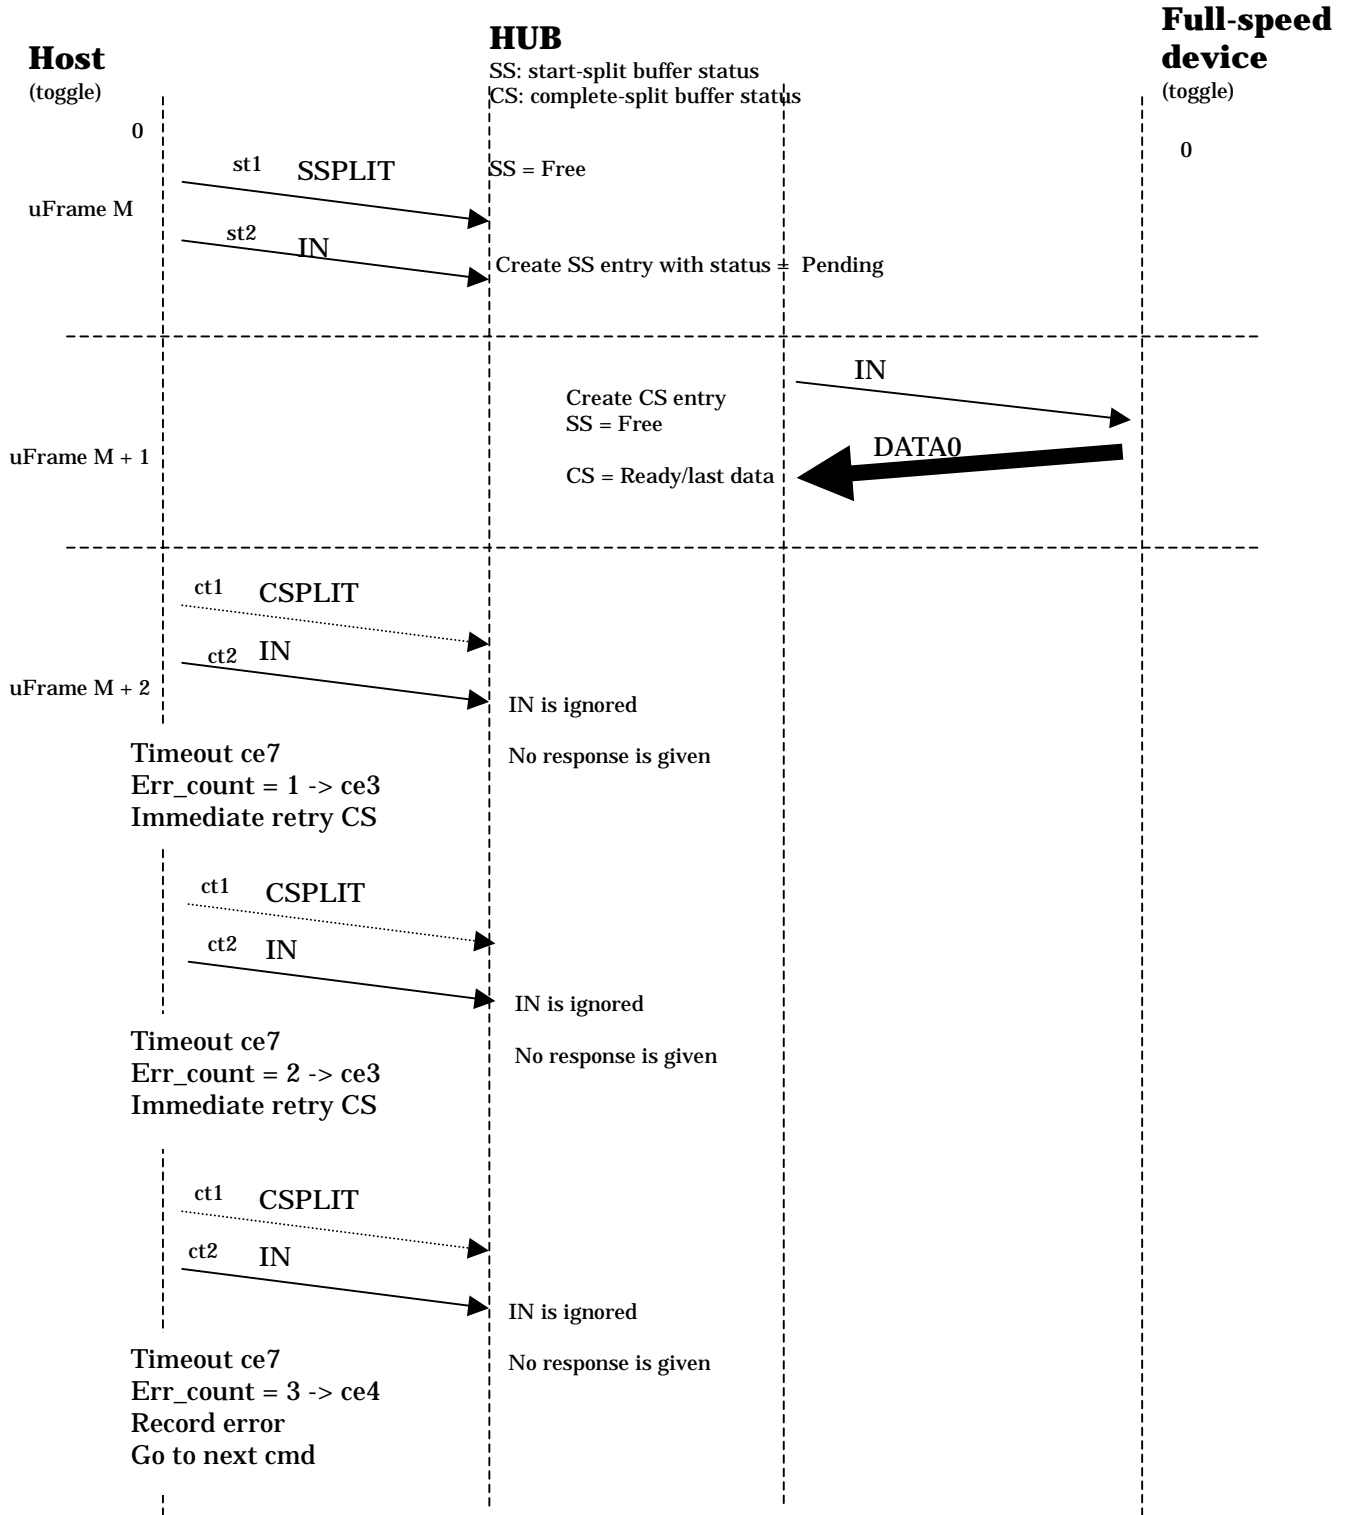 Host
(toggle)
HUB
SS: start-split buffer status
CS: complete-split buffer status
Full-speed
device
(toggle)
0
0
st1 SSPLIT
SS = Free
uFrame M
st2 IN
Create SS entry with status = Pending
IN
Create CS entry
SS = Free
DATA0
uFrame M + 1
CS = Ready/last data
ct1 CSPLIT
ct2 IN
uFrame M + 2
IN is ignored
No response is given
Timeout ce7
Err_count = 1 -> ce3
Immediate retry CS
ct1 CSPLIT
ct2 IN
IN is ignored
No response is given
Timeout ce7
Err_count = 2 -> ce3
Immediate retry CS
ct1 CSPLIT
ct2 IN
IN is ignored
No response is given
Timeout ce7
Err_count = 3 -> ce4
Record error
Go to next cmd